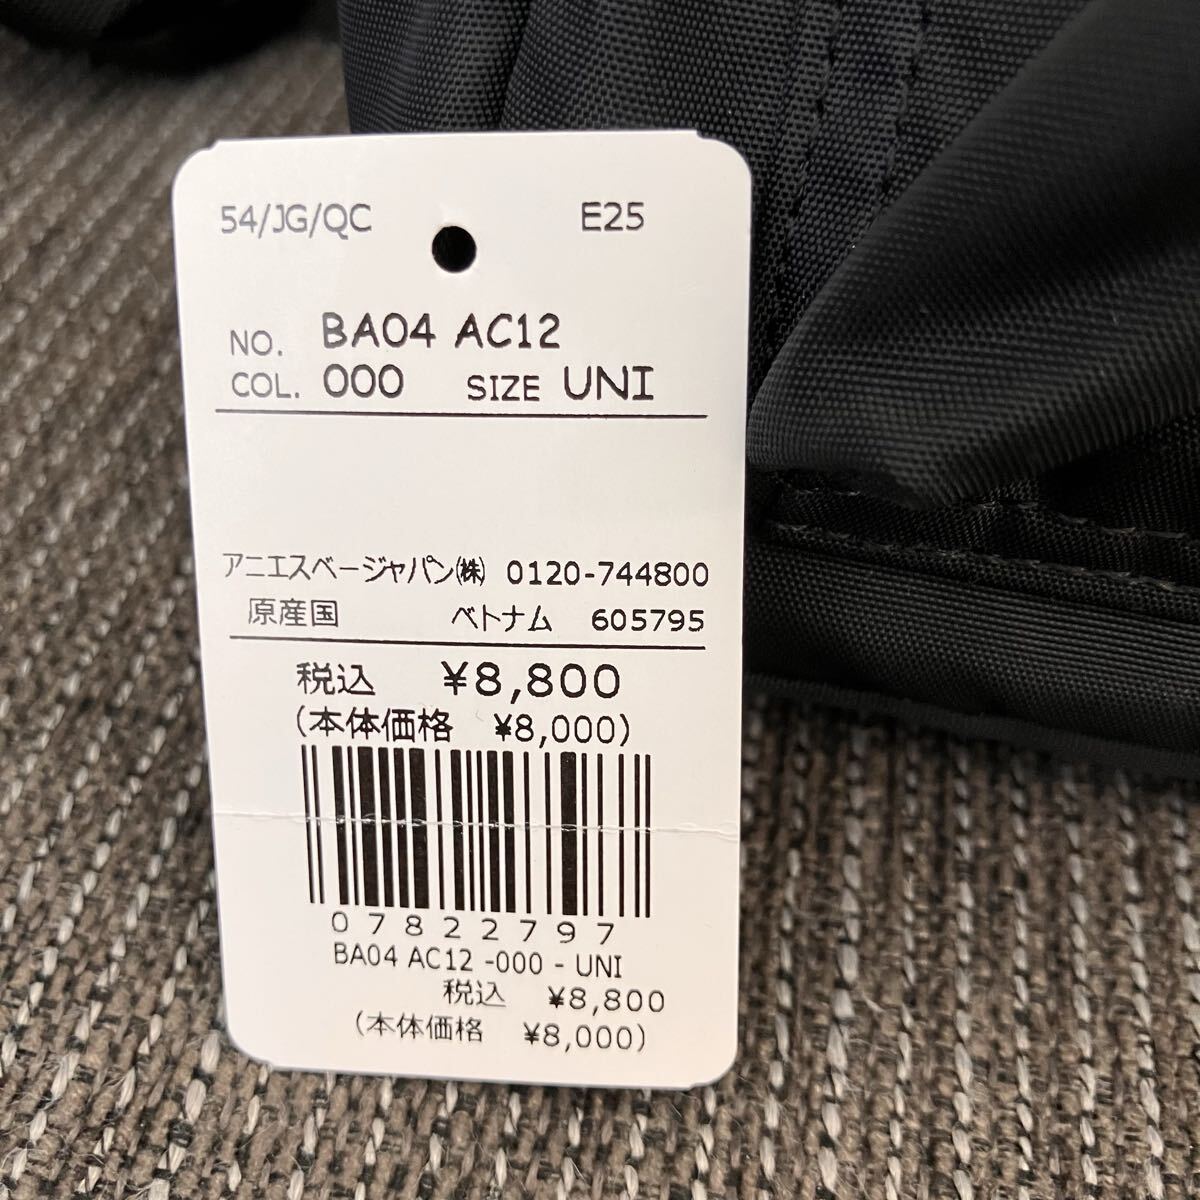 54/JG/QC E25
NO. BA04 AC12
COL. 000 SIZE UNI
アニエスベージャパン㈱ 0120-744800
原産国 ベトナム 605795
税込 ¥8,800
(本体価格 ¥8,000)
07822797
BA04 AC12 -000 - UNI
税込 ¥8,800
(本体価格 ¥8,000)